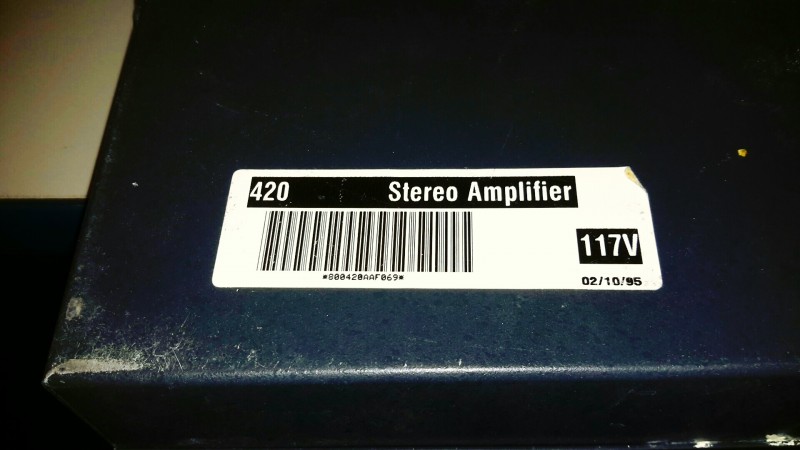 420 Stereo Amplifier
*800420AAF069*
117V
02/10/95